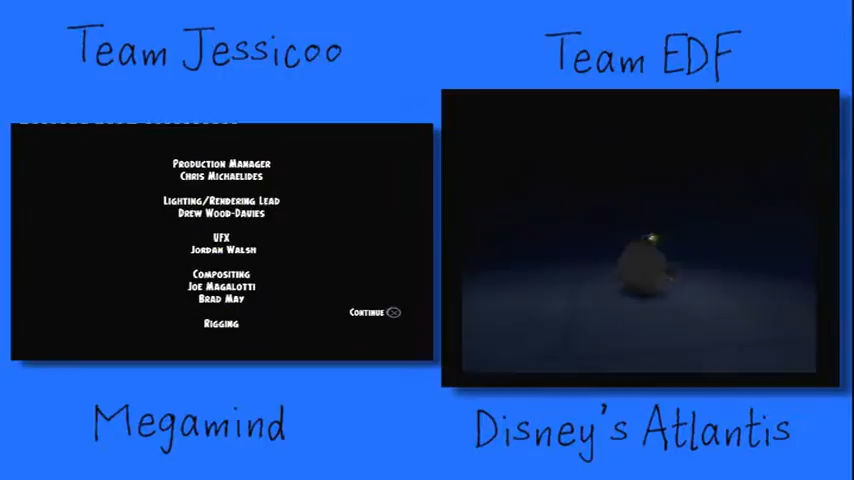 Team Jessicoo
Team EDF
PRODUCTION MANAGER
CHRIS MICHAELIDES
LIGHTING/RENDERING LEAD
DREW WOOD-DAVIES
VFX
JORDAN WALSH
COMPOSITING
JOE MAGALOTTI
BRAD MAY
CONTINUE
RIGGING
Megamind
Disney's Atlantis